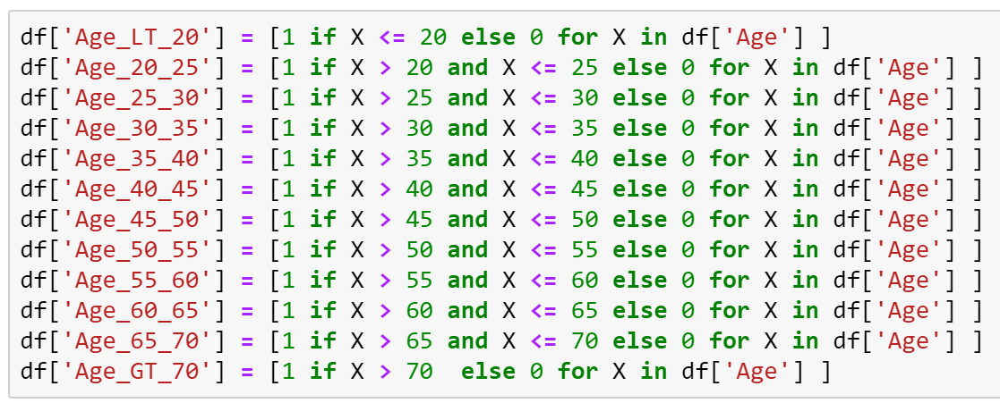 df['Age_LT_20'] = [1 if X <= 20 else 0 for X in df['Age'] ]
df['Age_20_25'] = [1 if X > 20 and X <= 25 else 0 for X in df['Age'] ]
df['Age_25_30'] = [1 if X > 25 and X <= 30 else 0 for X in df['Age'] ]
df['Age_30_35'] = [1 if X > 30 and X <= 35 else 0 for X in df['Age'] ]
df['Age_35_40'] = [1 if X > 35 and X <= 40 else 0 for X in df['Age'] ]
df['Age_40_45'] = [1 if X > 40 and X <= 45 else 0 for X in df['Age'] ]
df['Age_45_50'] = [1 if X > 45 and X <= 50 else 0 for X in df['Age'] ]
df['Age_50_55'] = [1 if X > 50 and X <= 55 else 0 for X in df['Age'] ]
df['Age_55_60'] = [1 if X > 55 and X <= 60 else 0 for X in df['Age'] ]
df['Age_60_65'] = [1 if X > 60 and X <= 65 else 0 for X in df['Age'] ]
df['Age_65_70'] = [1 if X > 65 and X <= 70 else 0 for X in df['Age'] ]
df['Age_GT_70'] = [1 if X > 70  else 0 for X in df['Age'] ]